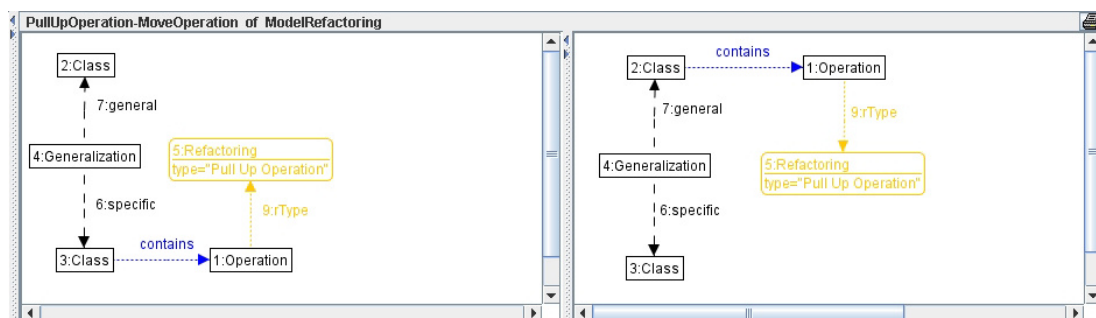 PullUpOperation-MoveOperation of ModelRefactoring
2:Class
7:general
4:Generalization
5:Refactoring
type="Pull Up Operation"
6:specific
9:rType
contains
3:Class
1:Operation
contains
2:Class
1:Operation
7:general
9:rType
4:Generalization
5:Refactoring
type="Pull Up Operation"
6:specific
3:Class